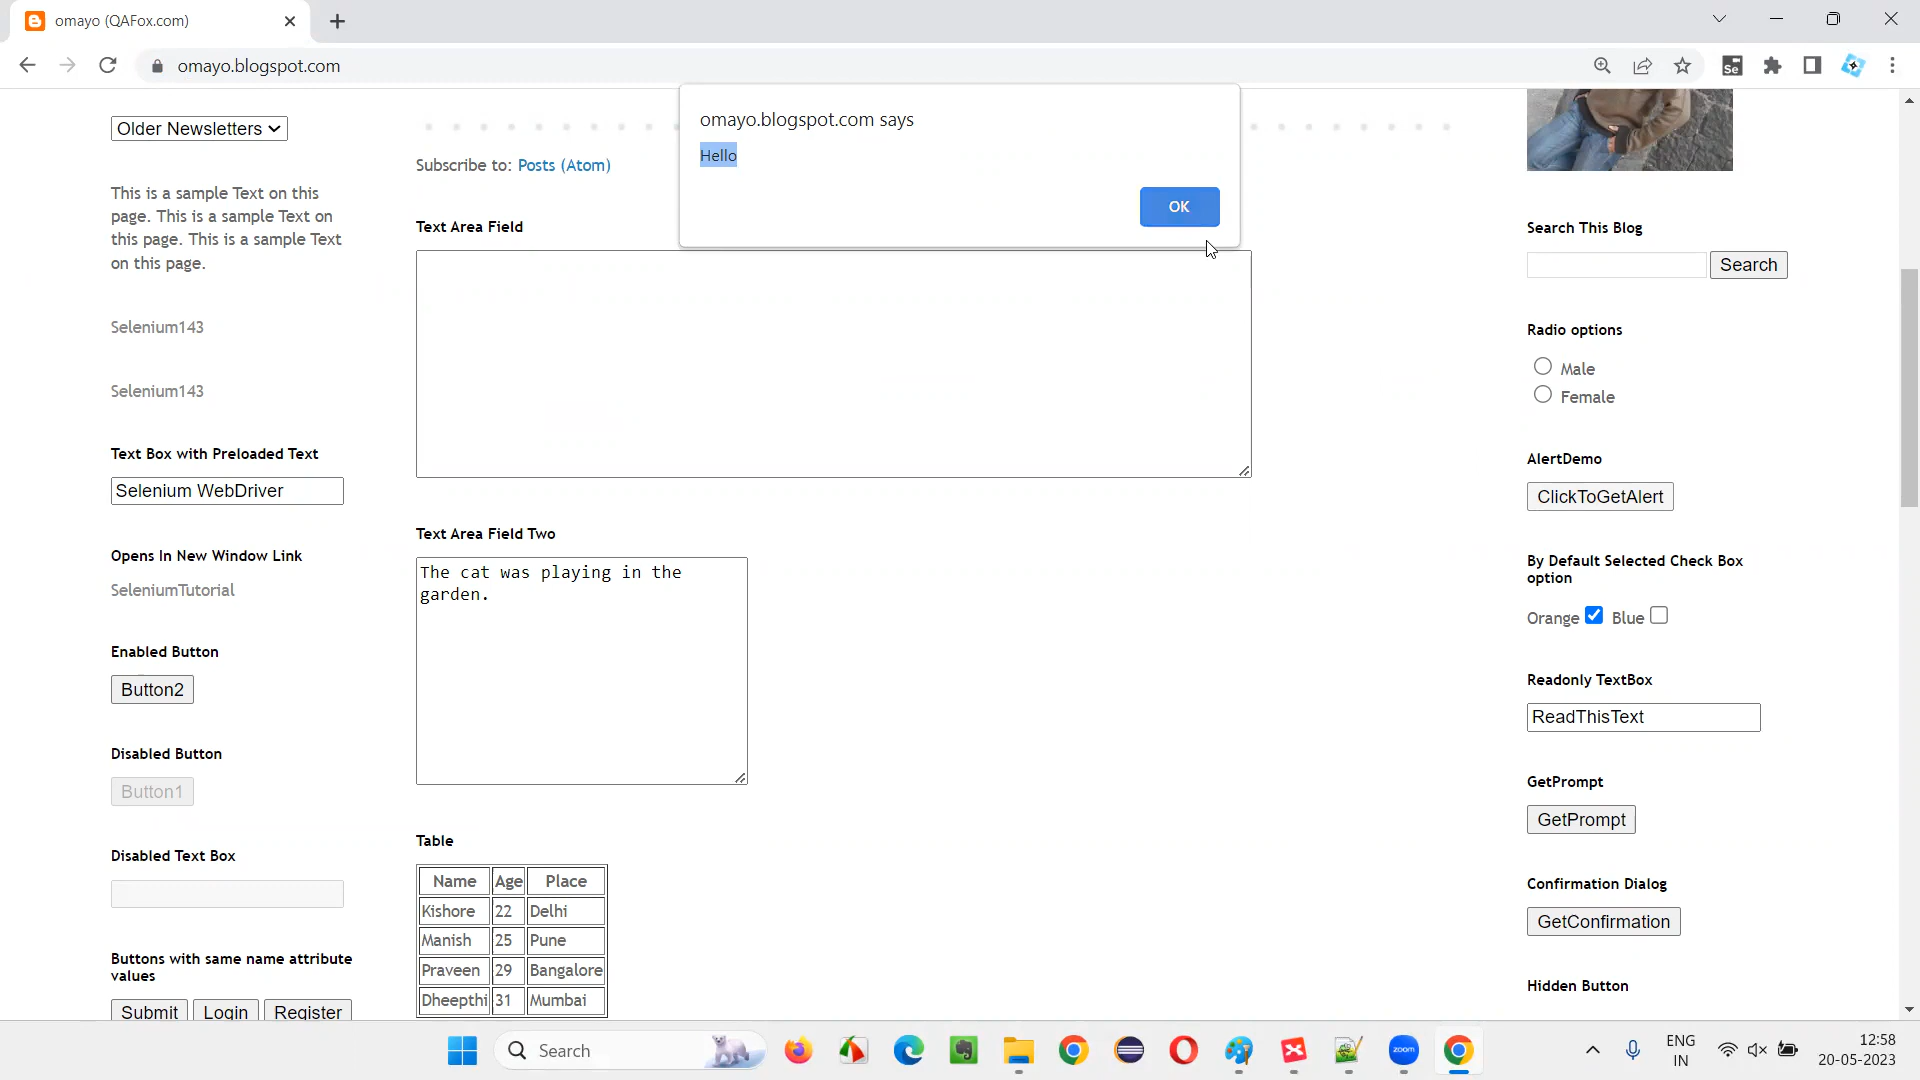 omayo (QAFox.com)
omayo.blogspot.com
Se
omayo.blogspot.com says
Hello
OK
Older Newsletters
This is a sample Text on this
page. This is a sample Text on
this page. This is a sample Text
on this page.
Selenium143
Selenium143
Text Box with Preloaded Text
Selenium WebDriver
Opens In New Window Link
SeleniumTutorial
Enabled Button
Button2
Disabled Button
Button1
Disabled Text Box
Buttons with same name attribute
values
Submit Login Register
Subscribe to: Posts (Atom)
Text Area Field
Text Area Field Two
The cat was playing in the
garden.
Table
Name Age Place
Kishore 22 Delhi
Manish 25 Pune
Praveen 29 Bangalore
Dheepthi 31 Mumbai
Search This Blog
Search
Radio options
Male
Female
AlertDemo
ClickToGetAlert
By Default Selected Check Box
option
Orange Blue
Readonly TextBox
ReadThisText
GetPrompt
GetPrompt
Confirmation Dialog
GetConfirmation
Hidden Button
Search
zoom
ENG
IN
12:58
20-05-2023